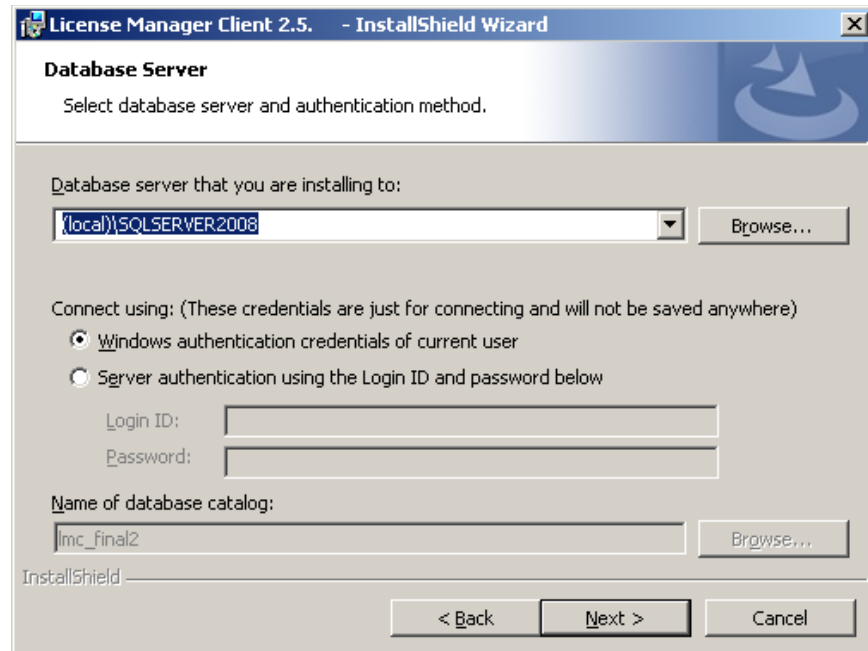 License Manager Client 2.5. - InstallShield Wizard
Database Server
Select database server and authentication method.
Database server that you are installing to:
(local)\SQLSERVER2008
Browse...
Connect using: (These credentials are just for connecting and will not be saved anywhere)
Windows authentication credentials of current user
Server authentication using the Login ID and password below
Login ID:
Password:
Name of database catalog:
lmc_final2
Browse...
InstallShield
< Back
Next >
Cancel